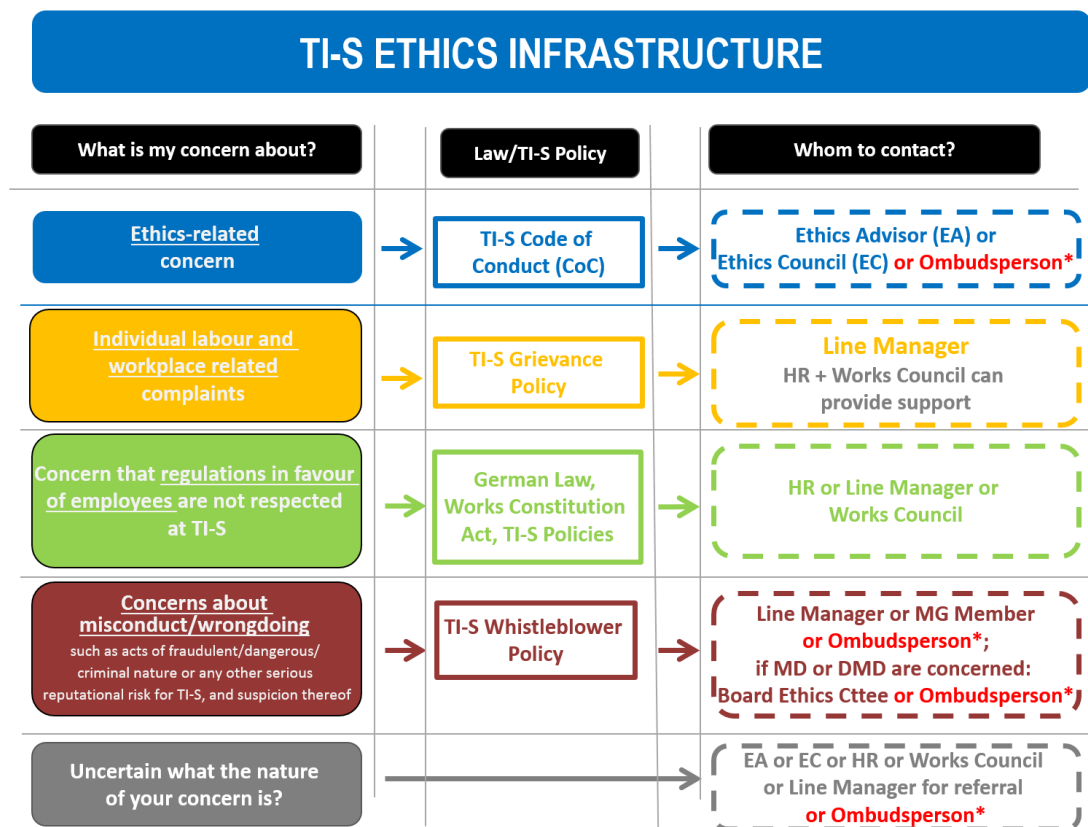 TI-S ETHICS INFRASTRUCTURE
What is my concern about?
Law/TI-S Policy
Whom to contact?
Ethics-related
concern
TI-S Code of
Conduct (CoC)
Ethics Advisor (EA) or
Ethics Council (EC) or Ombudsperson*
Individual labour and
workplace related
complaints
TI-S Grievance
Policy
Line Manager
HR + Works Council can
provide support
Concern that regulations in favour
of employees are not respected
at TI-S
German Law,
Works Constitution
Act, TI-S Policies
HR or Line Manager or
Works Council
Concerns about
misconduct/wrongdoing
such as acts of fraudulent/dangerous/
criminal nature or any other serious
reputational risk for TI-S, and suspicion thereof
TI-S Whistleblower
Policy
Line Manager or MG Member
or Ombudsperson*;
if MD or DMD are concerned:
Board Ethics Cttee or Ombudsperson*
Uncertain what the nature
of your concern is?
EA or EC or HR or Works Council
or Line Manager for referral
or Ombudsperson*